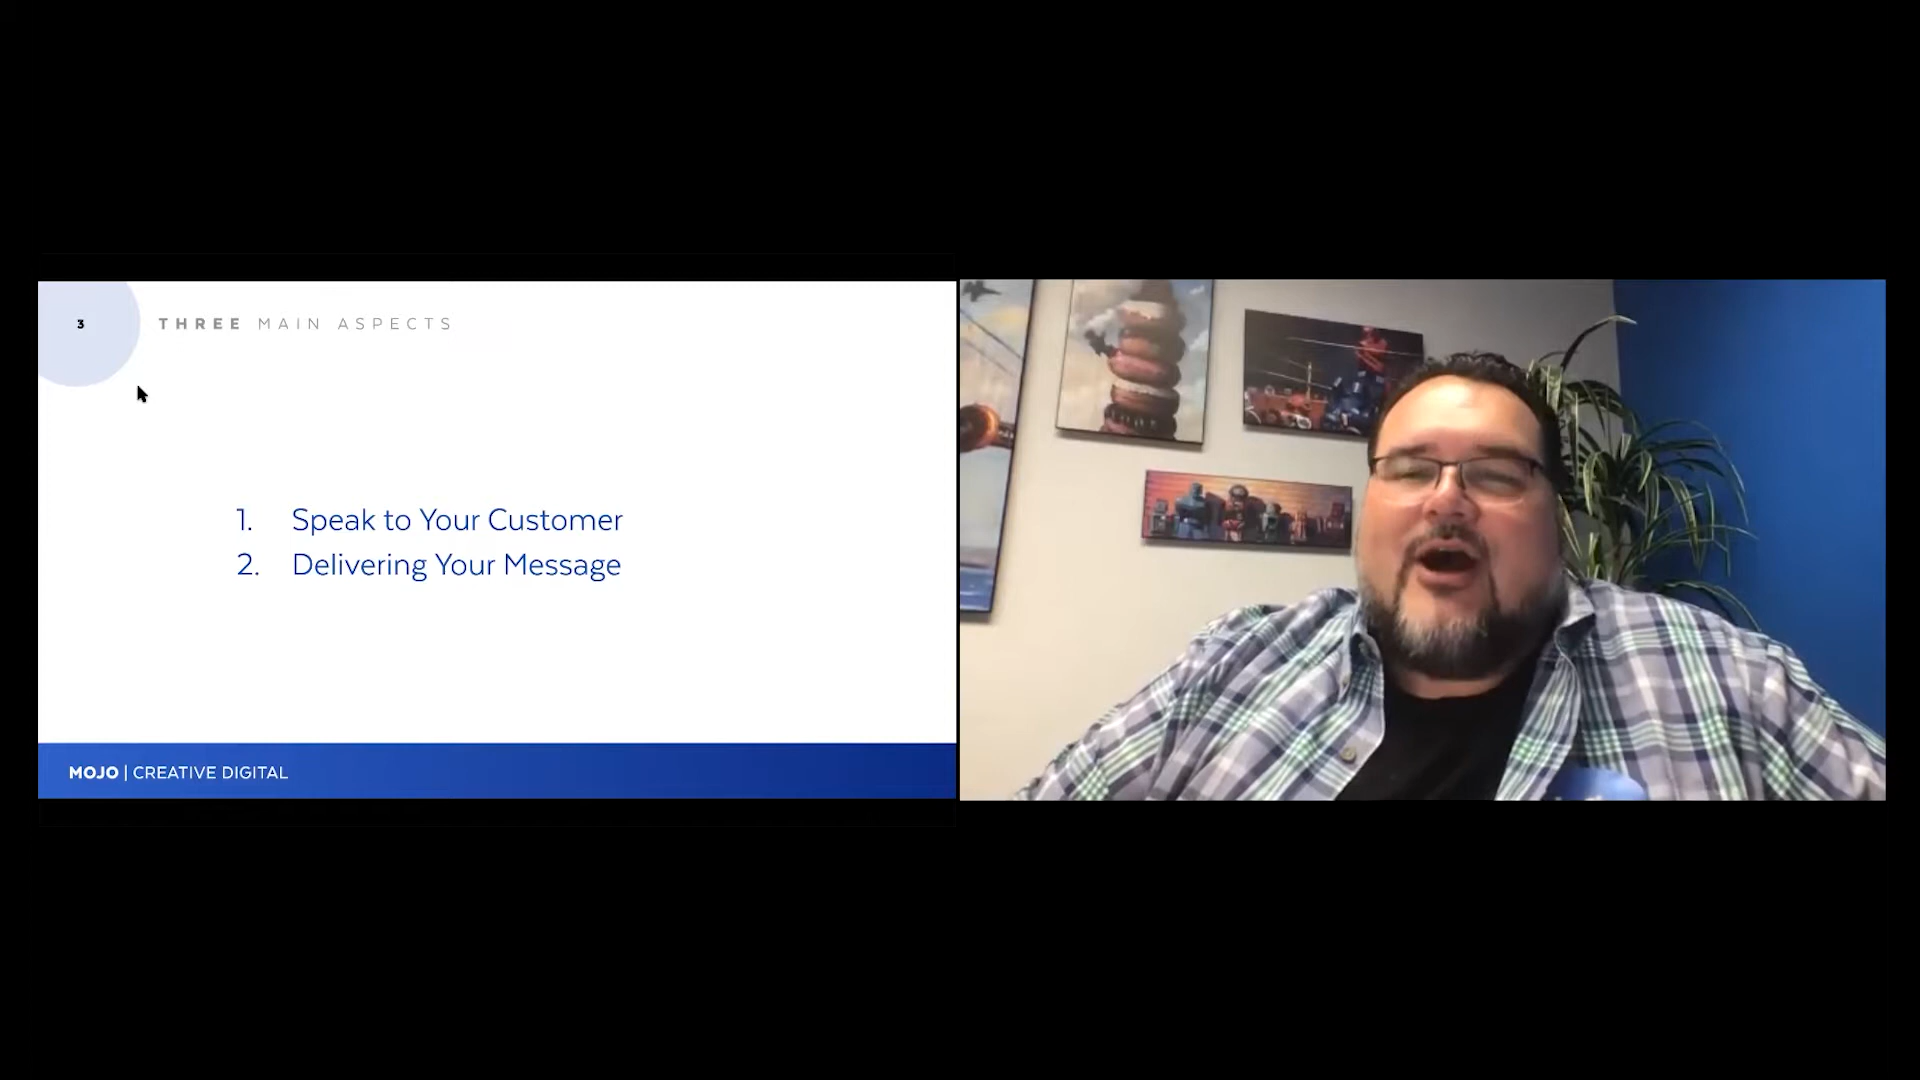 3
THREE MAIN ASPECTS
1. Speak to Your Customer
2. Delivering Your Message
MOJO | CREATIVE DIGITAL